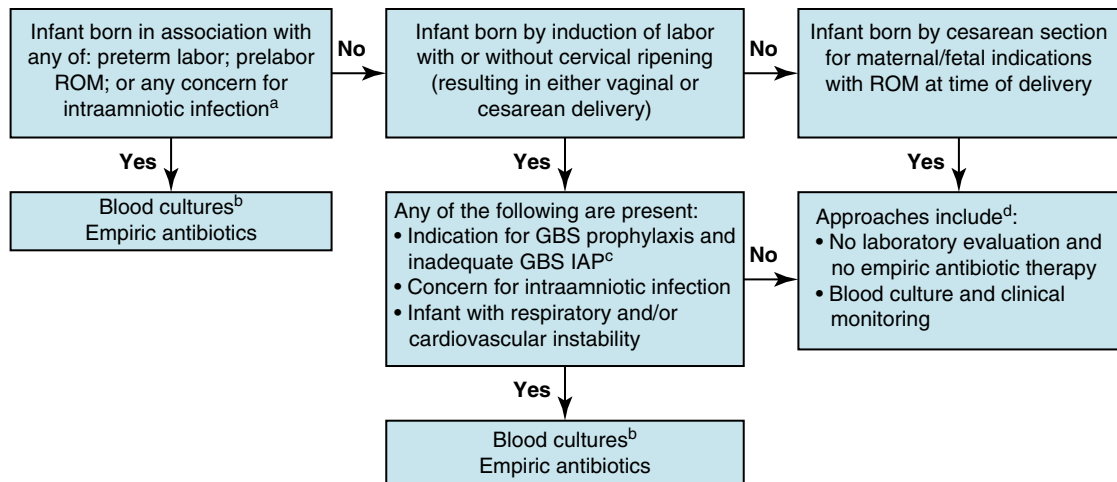 Infant born in association with
any of: preterm labor; prelabor
ROM; or any concern for
intraamniotic infectionᵃ
No
Infant born by induction of labor
with or without cervical ripening
(resulting in either vaginal or
cesarean delivery)
No
Infant born by cesarean section
for maternal/fetal indications
with ROM at time of delivery
Yes
Yes
Yes
Blood culturesᵇ
Empiric antibiotics
Any of the following are present:
• Indication for GBS prophylaxis and
inadequate GBS IAPᶜ
• Concern for intraamniotic infection
• Infant with respiratory and/or
cardiovascular instability
No
Approaches includeᵈ:
• No laboratory evaluation and
no empiric antibiotic therapy
• Blood culture and clinical
monitoring
Yes
Blood culturesᵇ
Empiric antibiotics